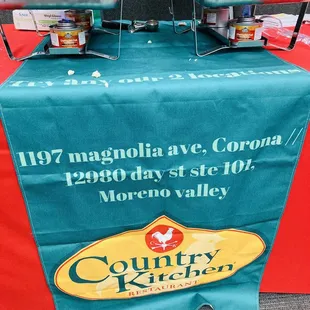 try any our 2 locations
1197 magnolia ave, Corona //
12980 day st ste 101,
Moreno valley
Country
Kitchen
RESTAURANT